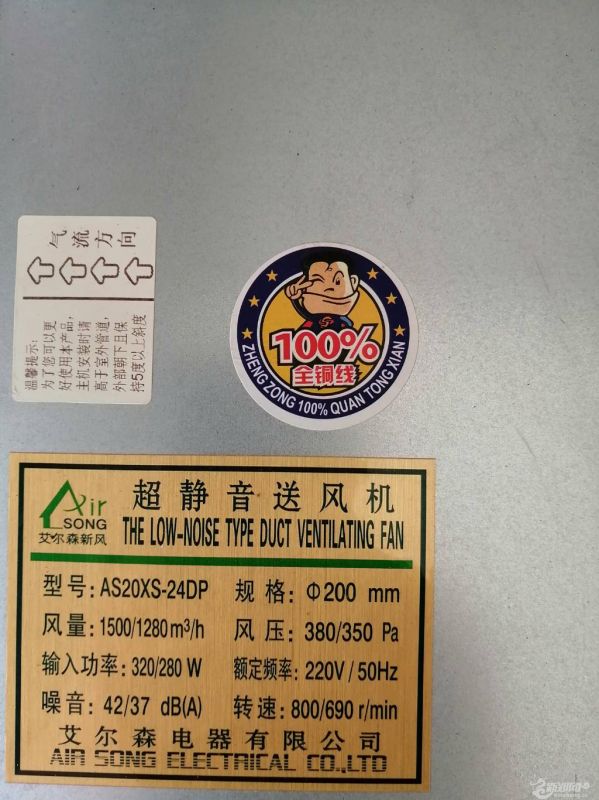 气流方向
温馨提示:
为了您可以更
好使用本产品,
主机安装时请
高于室外管道,
外部朝下且保
持5度以上斜度
100%
全铜线
ZHENG ZONG 100% QUAN TONG XIAN
Air
SONG
艾尔森新风
超静音送风机
THE LOW-NOISE TYPE DUCT VENTILATING FAN
型号: AS20XS-24DP 规格: Φ200 mm
风量: 1500/1280m³/h 风压: 380/350 Pa
输入功率: 320/280 W 额定频率: 220V/50Hz
噪音: 42/37 dB(A) 转速: 800/690 r/min
艾尔森电器有限公司
AIR SONG ELECTRICAL CO.,LTD